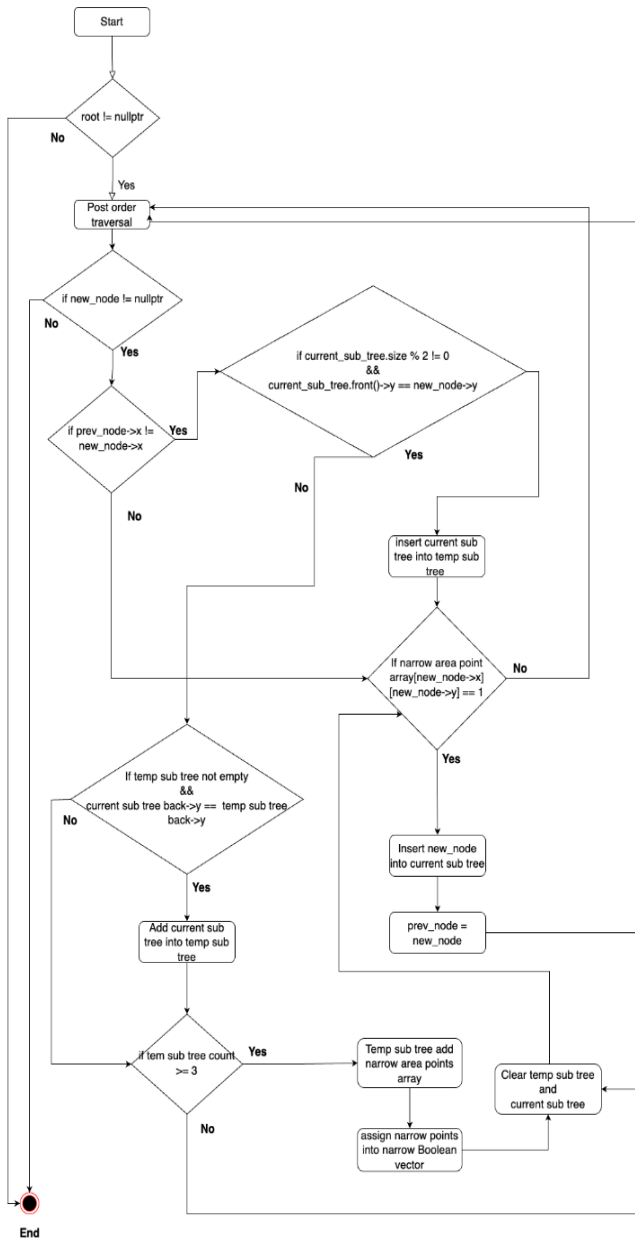 Start
root != nullptr
No
Yes
Post order
traversal
if new_node != nullptr
No
Yes
if current_sub_tree.size % 2 != 0
&&
current_sub_tree.front()->y == new_node->y
if prev_node->x !=
new_node->x
Yes
Yes
No
No
insert current sub
tree into temp sub
tree
If narrow area point
array[new_node->x]
[new_node->y] == 1
No
Yes
If temp sub tree not empty
&&
current sub tree back->y == temp sub tree
back->y
No
Yes
Insert new_node
into current sub tree
prev_node =
new_node
Add current sub
tree into temp sub
tree
if tem sub tree count
>= 3
Yes
No
Temp sub tree add
narrow area points
array
assign narrow points
into narrow Boolean
vector
Clear temp sub tree
and
current sub tree
End